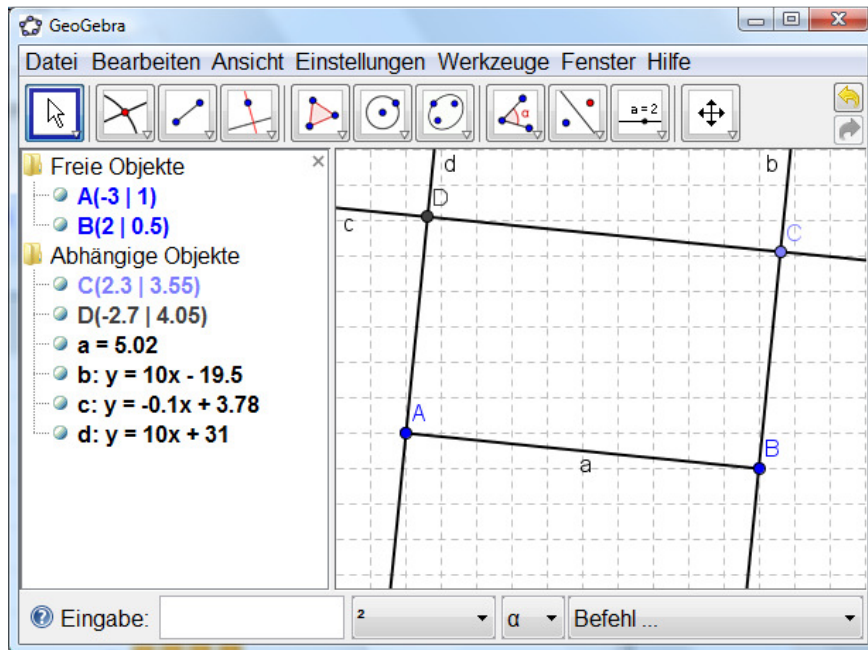 GeoGebra
Datei Bearbeiten Ansicht Einstellungen Werkzeuge Fenster Hilfe
α
a = 2
Freie Objekte
A(-3 | 1)
B(2 | 0.5)
Abhängige Objekte
C(2.3 | 3.55)
D(-2.7 | 4.05)
a = 5.02
b: y = 10x - 19.5
c: y = -0.1x + 3.78
d: y = 10x + 31
d
b
D
c
C
A
B
a
Eingabe:
²
α
Befehl ...